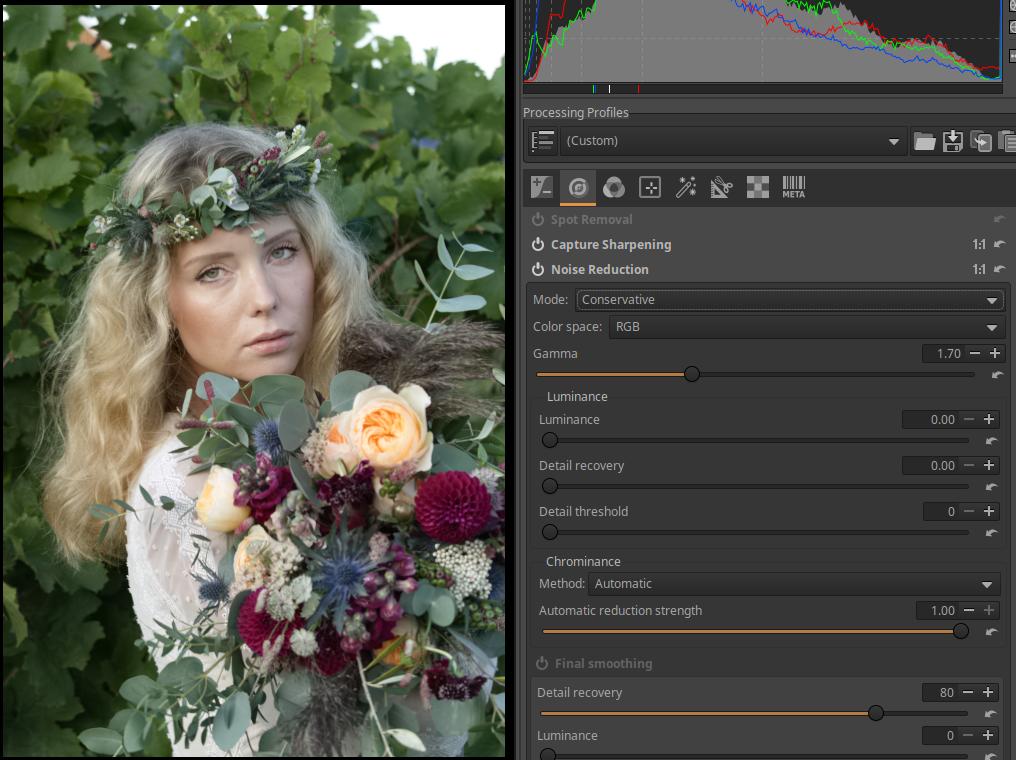 Processing Profiles
(Custom)
META
Spot Removal
Capture Sharpening 1:1
Noise Reduction 1:1
Mode: Conservative
Color space: RGB
Gamma 1.70
Luminance
Luminance 0.00
Detail recovery 0.00
Detail threshold 0
Chrominance
Method: Automatic
Automatic reduction strength 1.00
Final smoothing
Detail recovery 80
Luminance 0